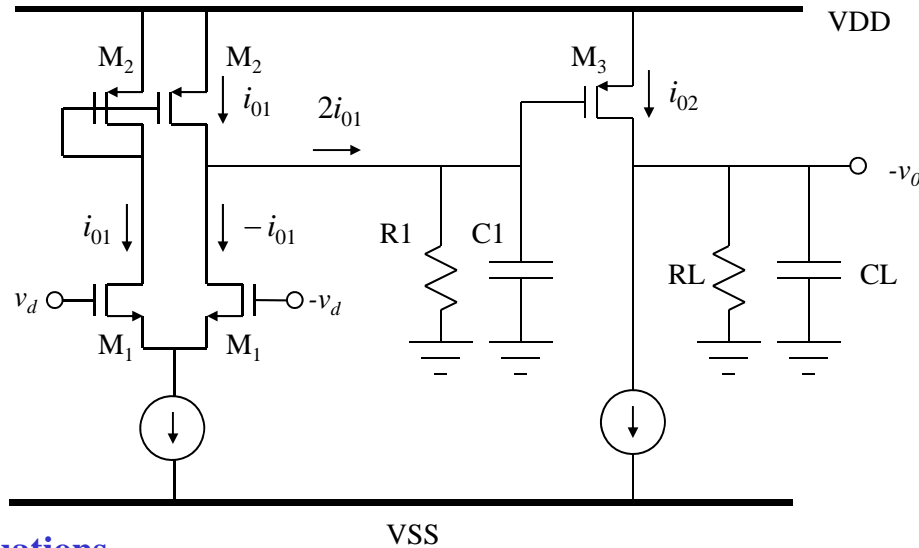 VDD
M2 M2 M3
i01 i02
2i01
-v0
R1 C1
i01 −i01
RL CL
vd -vd
M1 M1
VSS